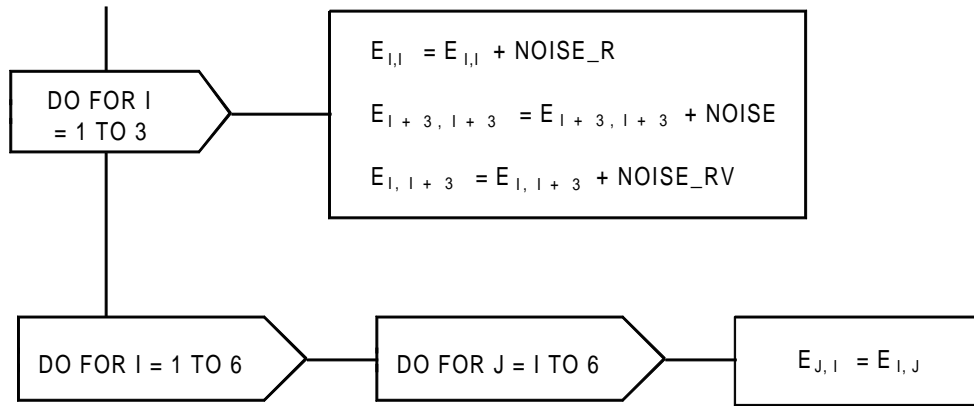 E I,I = E I,I + NOISE_R
DO FOR I
= 1 TO 3
E I + 3, I + 3 = E I + 3, I + 3 + NOISE
E I, I + 3 = E I, I + 3 + NOISE_RV
DO FOR I = 1 TO 6
DO FOR J = I TO 6
E J, I = E I, J